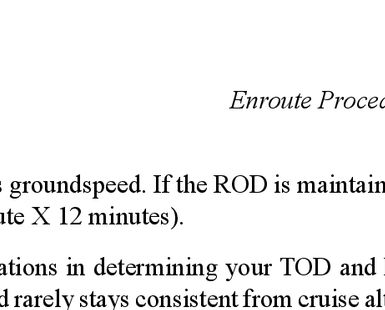 Enroute Proced
groundspeed. If the ROD is maintain
ute X 12 minutes).
ations in determining your TOD and
rarely stays consistent from cruise alt